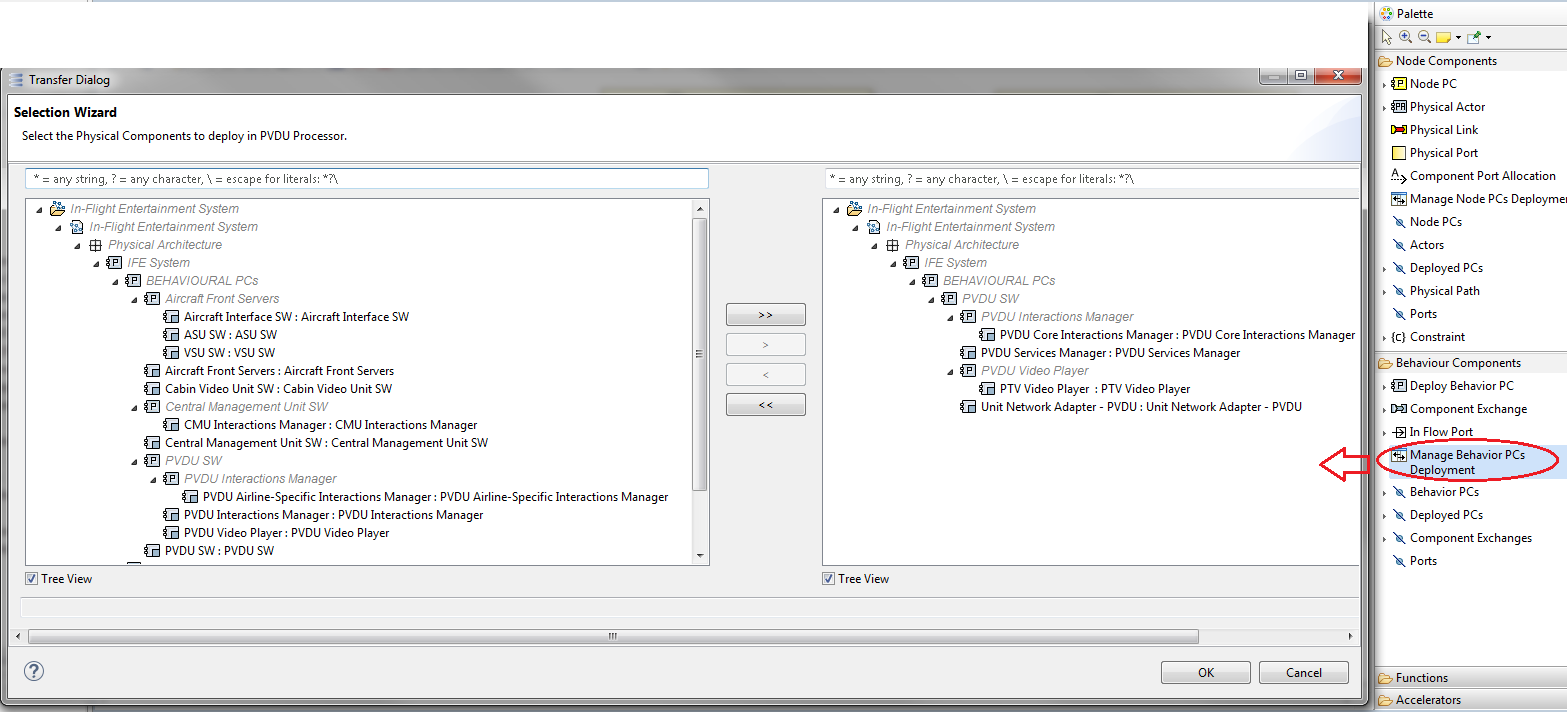 Transfer Dialog
Selection Wizard
Select the Physical Components to deploy in PVDU Processor.
* = any string, ? = any character, \ = escape for literals: *?\
In-Flight Entertainment System
In-Flight Entertainment System
Physical Architecture
IFE System
BEHAVIOURAL PCs
Aircraft Front Servers
Aircraft Interface SW : Aircraft Interface SW
ASU SW : ASU SW
VSU SW : VSU SW
Aircraft Front Servers : Aircraft Front Servers
Cabin Video Unit SW : Cabin Video Unit SW
Central Management Unit SW
CMU Interactions Manager : CMU Interactions Manager
Central Management Unit SW : Central Management Unit SW
PVDU SW
PVDU Interactions Manager
PVDU Airline-Specific Interactions Manager : PVDU Airline-Specific Interactions Manager
PVDU Interactions Manager : PVDU Interactions Manager
PVDU Video Player : PVDU Video Player
PVDU SW : PVDU SW
Tree View
>>
>
<
<<
* = any string, ? = any character, \ = escape for literals: *?\
In-Flight Entertainment System
In-Flight Entertainment System
Physical Architecture
IFE System
BEHAVIOURAL PCs
PVDU SW
PVDU Interactions Manager
PVDU Core Interactions Manager : PVDU Core Interactions Manager
PVDU Services Manager : PVDU Services Manager
PVDU Video Player
PTV Video Player : PTV Video Player
Unit Network Adapter - PVDU : Unit Network Adapter - PVDU
Tree View
OK
Cancel
Palette
Node Components
Node PC
Physical Actor
Physical Link
Physical Port
Component Port Allocation
Manage Node PCs Deployme
Node PCs
Actors
Deployed PCs
Physical Path
Ports
{C} Constraint
Behaviour Components
Deploy Behavior PC
Component Exchange
In Flow Port
Manage Behavior PCs
Deployment
Behavior PCs
Deployed PCs
Component Exchanges
Ports
Functions
Accelerators